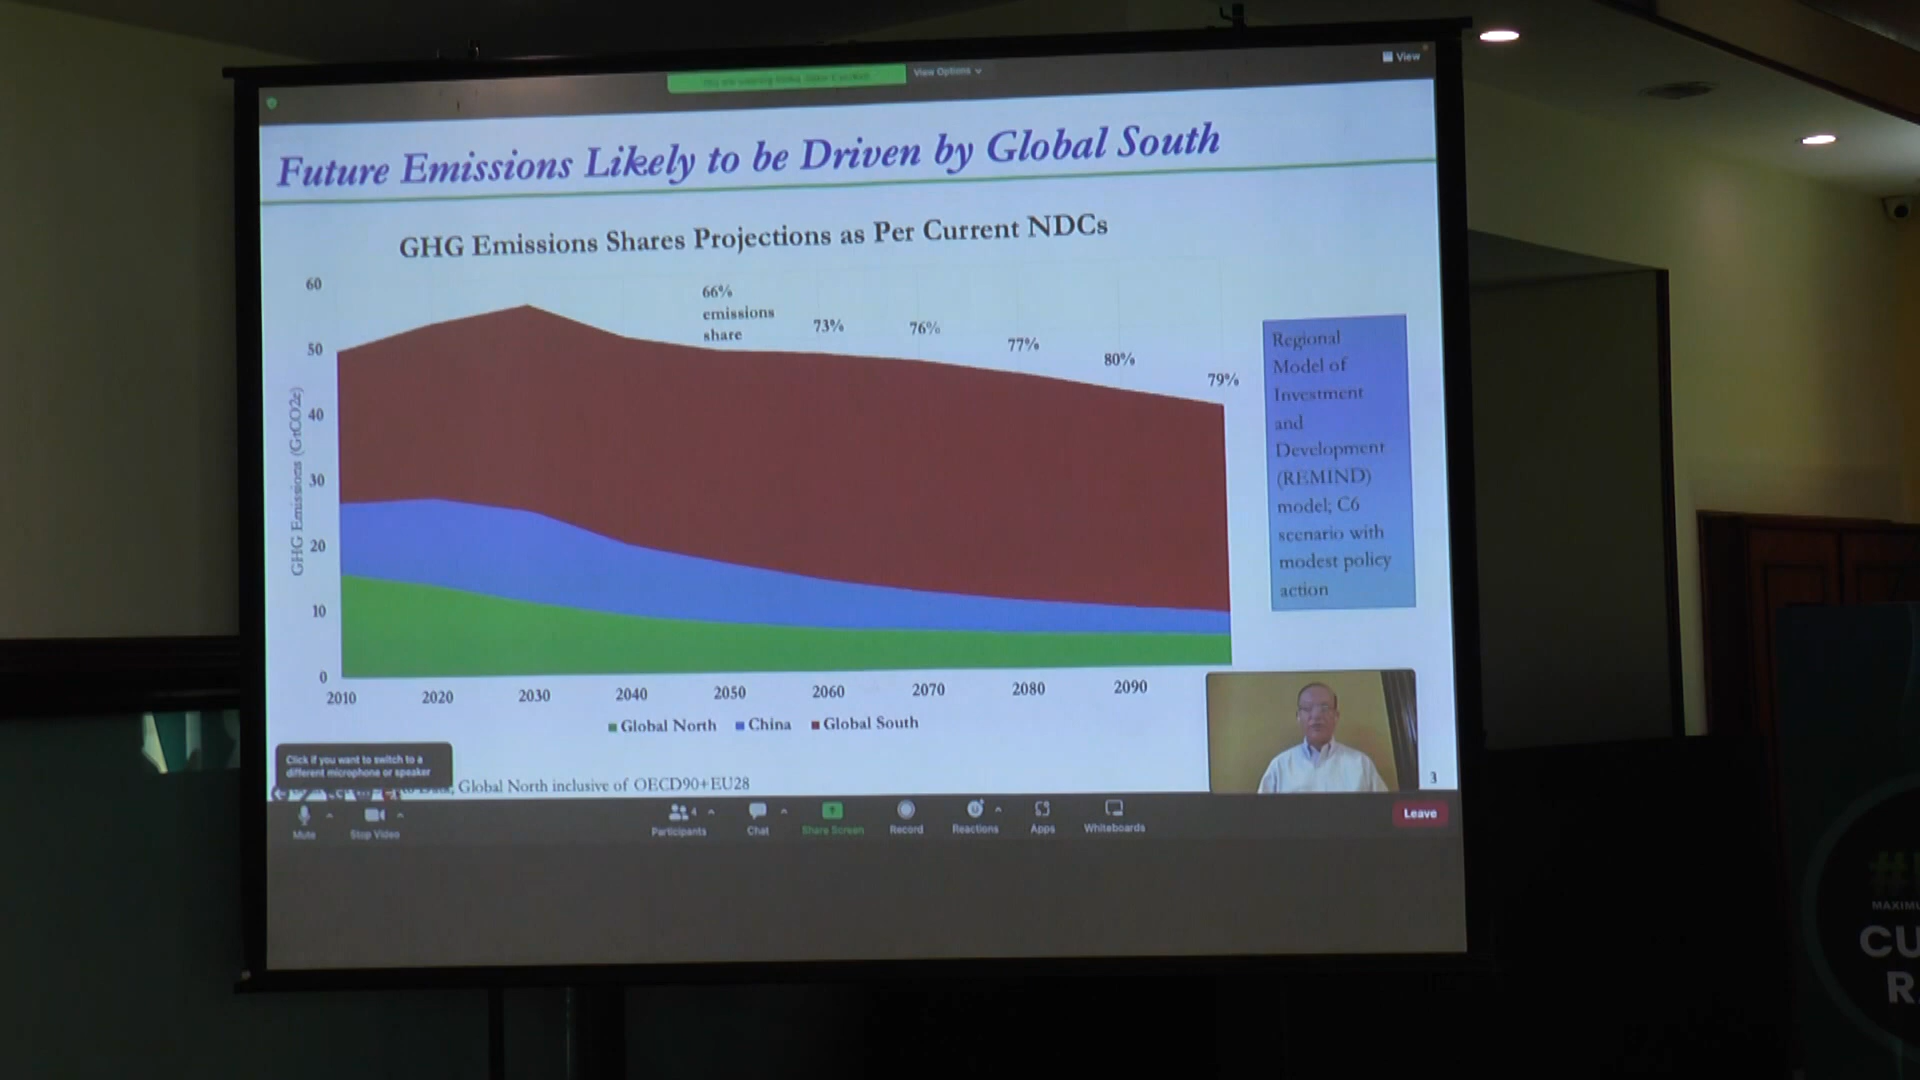 View Options
View
Future Emissions Likely to be Driven by Global South
GHG Emissions Shares Projections as Per Current NDCs
GHG Emissions (GtCO2e)
60
50
40
30
20
10
0
66%
emissions
share
73%
76%
77%
80%
79%
2010
2020
2030
2040
2050
2060
2070
2080
2090
Global North
China
Global South
Regional
Model of
Investment
and
Development
(REMIND)
model; C6
scenario with
modest policy
action
Click if you want to switch to a
different microphone or speaker
Global North inclusive of OECD90+EU28
3
Mute
Stop Video
Participants
4
Chat
Share Screen
Record
Reactions
Apps
Whiteboards
Leave